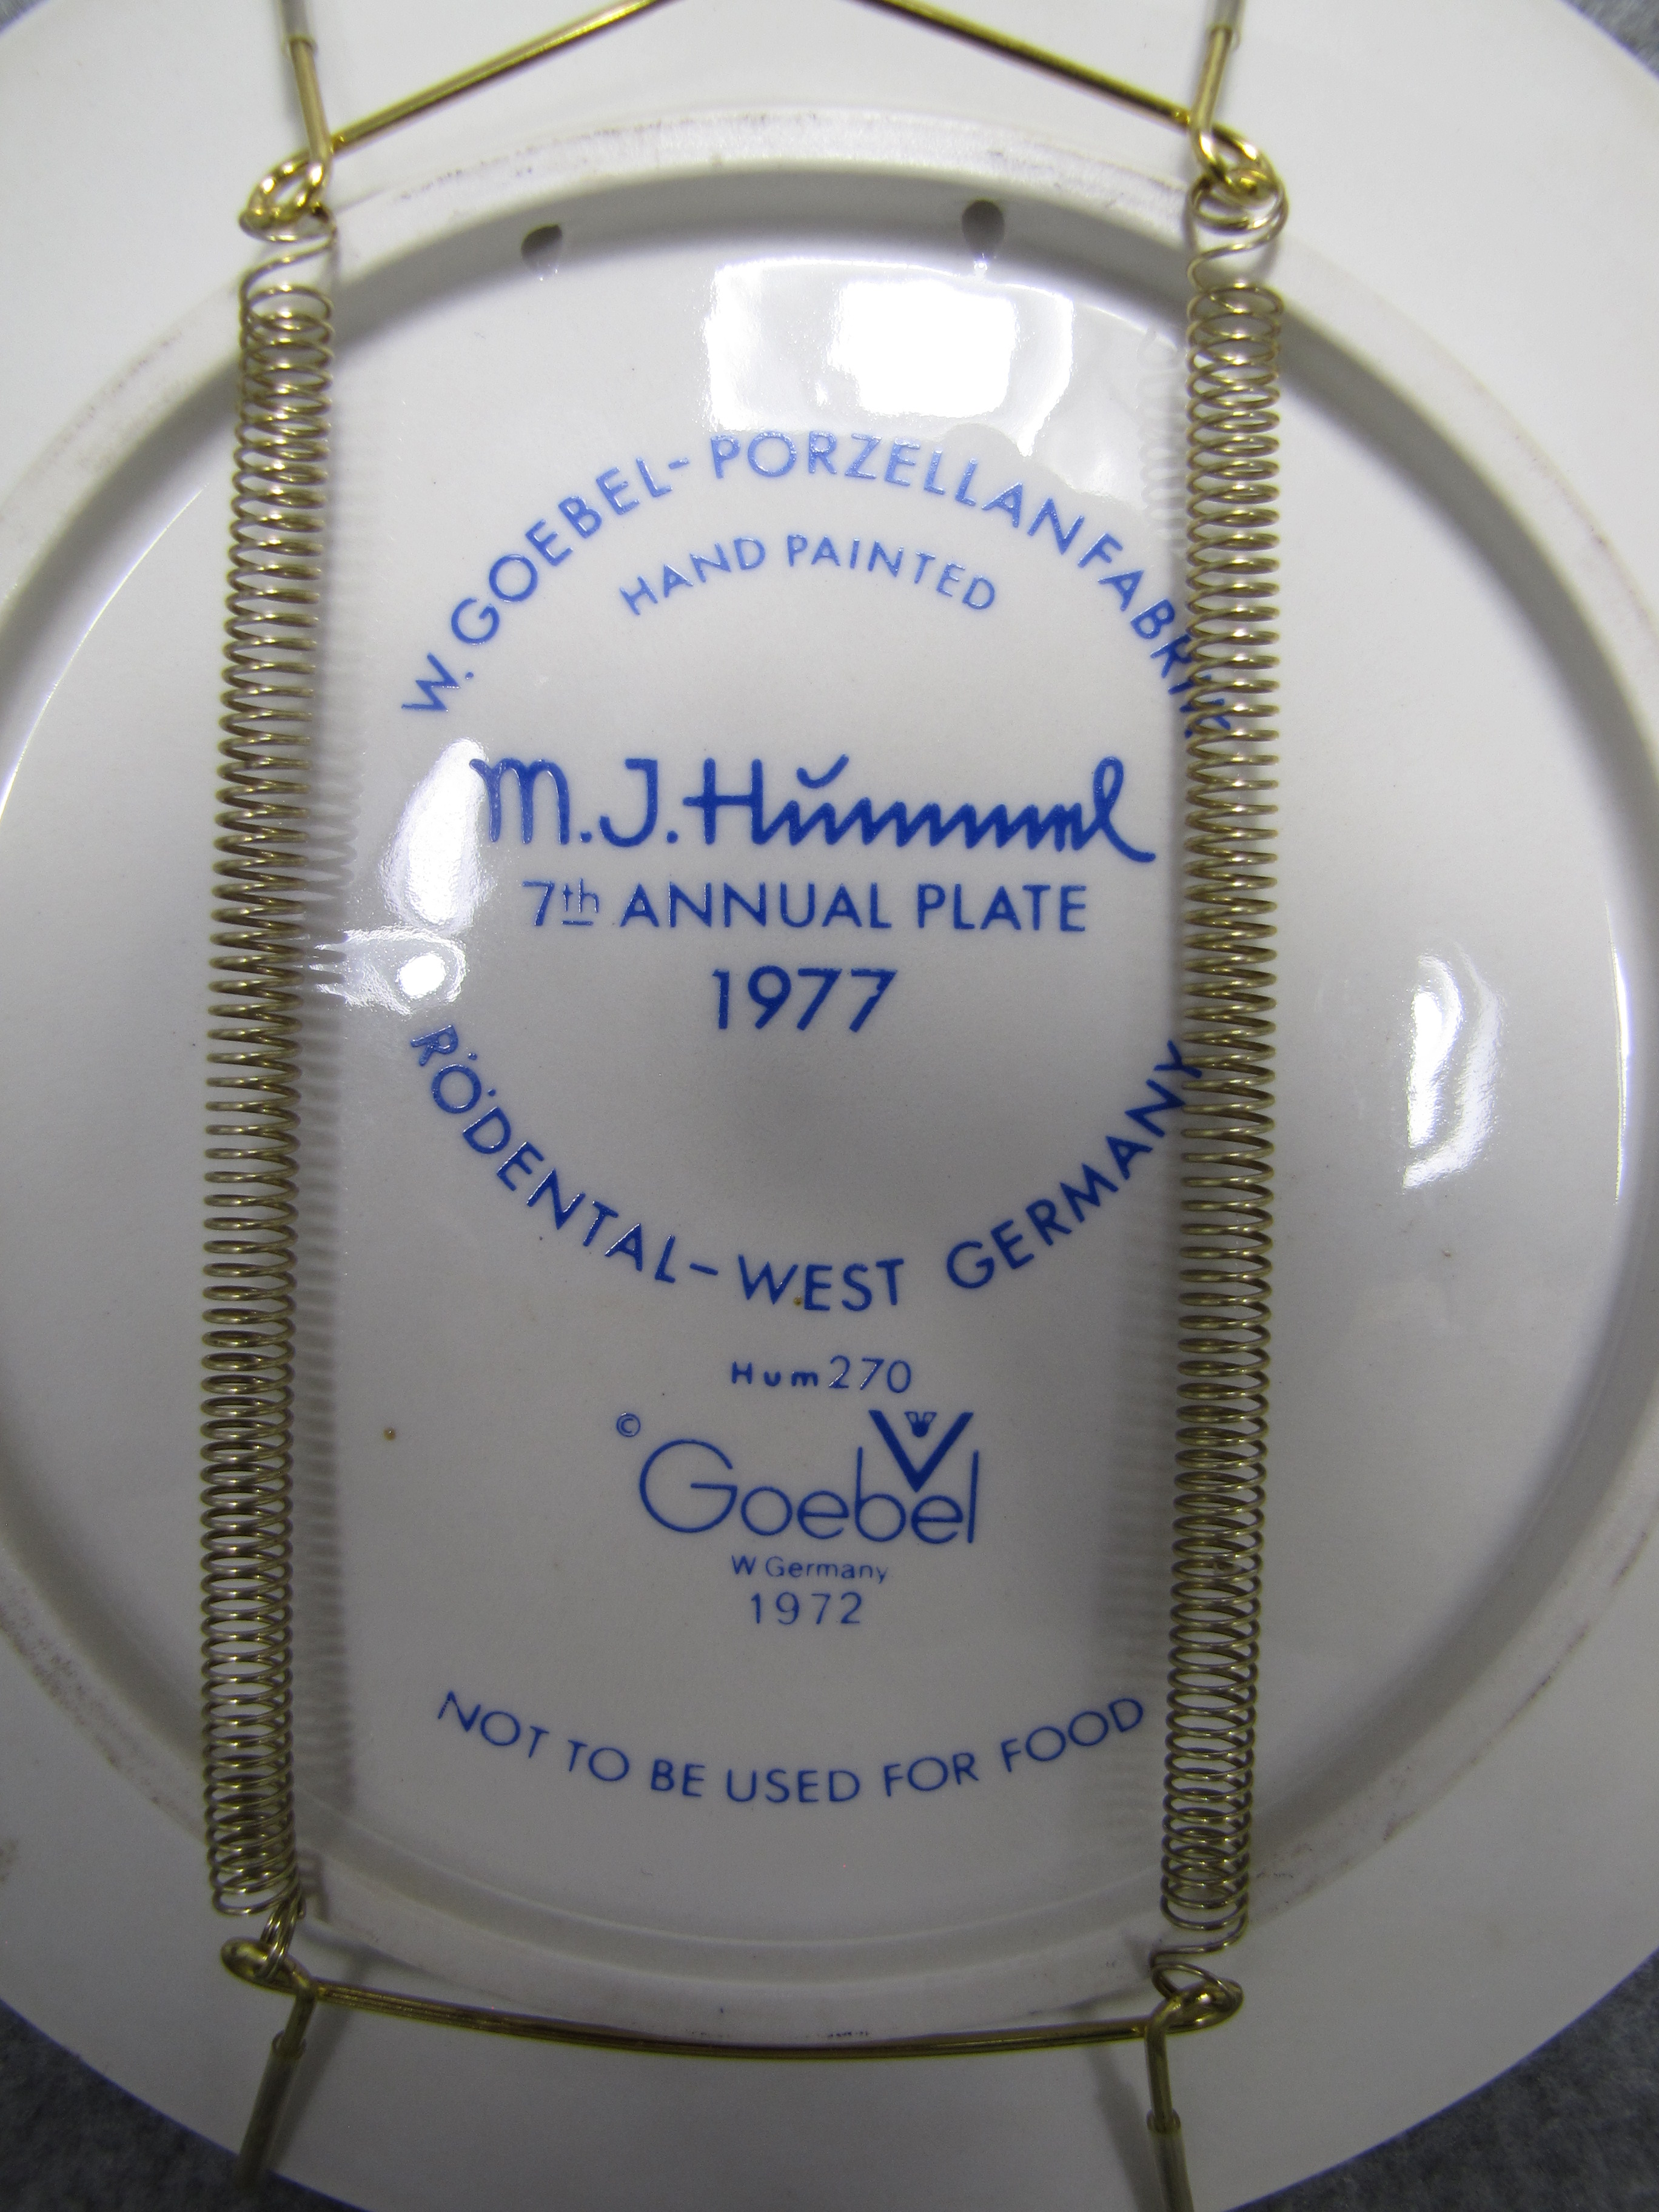 W. GOEBEL-PORZELLANFABRIK
HAND PAINTED
M.J. Hummel
7th ANNUAL PLATE
1977
RÖDENTAL-WEST GERMANY
Hum 270
© Goebel
W Germany
1972
NOT TO BE USED FOR FOOD